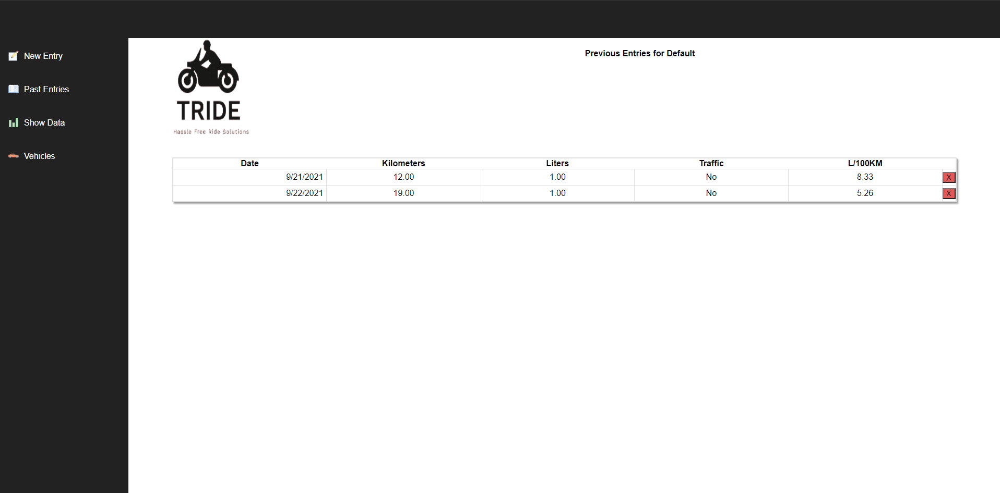 New Entry
Past Entries
Show Data
Vehicles
Previous Entries for Default
TRIDE
Hassle Free Ride Solutions
Date Kilometers Liters Traffic L/100KM
9/21/2021 12.00 1.00 No 8.33 X
9/22/2021 19.00 1.00 No 5.26 X